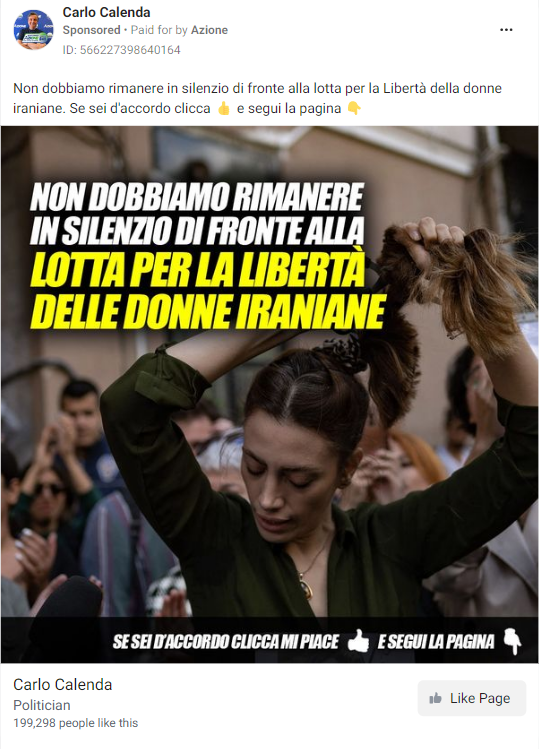 Carlo Calenda
Sponsored • Paid for by Azione
ID: 566227398640164
Non dobbiamo rimanere in silenzio di fronte alla lotta per la Libertà della donne
iraniane. Se sei d'accordo clicca 👍 e segui la pagina 👇
NON DOBBIAMO RIMANERE
IN SILENZIO DI FRONTE ALLA
LOTTA PER LA LIBERTÀ
DELLE DONNE IRANIANE
SE SEI D'ACCORDO CLICCA MI PIACE 👍 E SEGUI LA PAGINA 👇
Carlo Calenda
Politician
199,298 people like this
Like Page